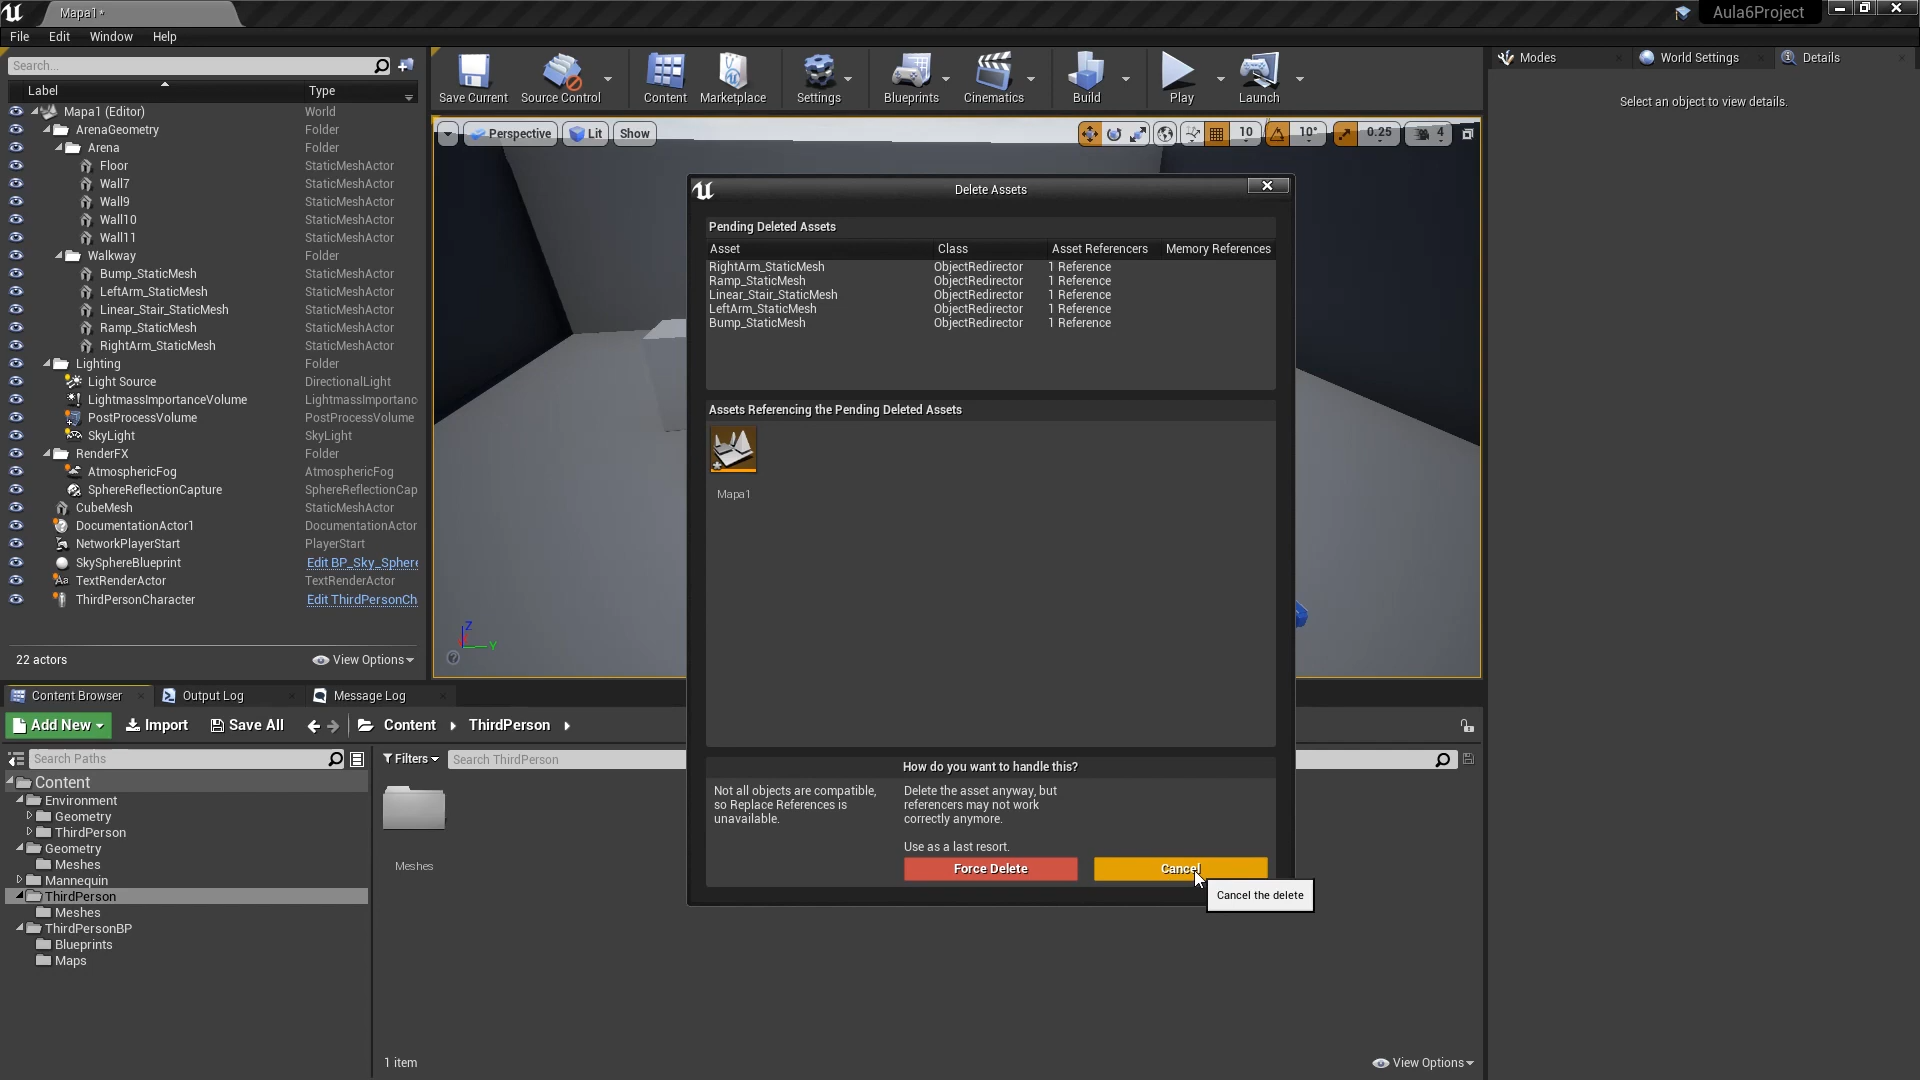 Mapa1*
Aula6Project
File Edit Window Help
Search...
Label Type
Mapa1 (Editor) World
ArenaGeometry Folder
Arena Folder
Floor StaticMeshActor
Wall7 StaticMeshActor
Wall9 StaticMeshActor
Wall10 StaticMeshActor
Wall11 StaticMeshActor
Walkway Folder
Bump_StaticMesh StaticMeshActor
LeftArm_StaticMesh StaticMeshActor
Linear_Stair_StaticMesh StaticMeshActor
Ramp_StaticMesh StaticMeshActor
RightArm_StaticMesh StaticMeshActor
Lighting Folder
Light Source DirectionalLight
LightmassImportanceVolume LightmassImportanc
PostProcessVolume PostProcessVolume
SkyLight SkyLight
RenderFX Folder
AtmosphericFog AtmosphericFog
SphereReflectionCapture SphereReflectionCap
CubeMesh StaticMeshActor
DocumentationActor1 DocumentationActor
NetworkPlayerStart PlayerStart
SkySphereBlueprint Edit BP_Sky_Sphere
TextRenderActor TextRenderActor
ThirdPersonCharacter Edit ThirdPersonCh
22 actors View Options
Save Current Source Control Content Marketplace Settings Blueprints Cinematics Build Play Launch
Perspective Lit Show 10 10° 0.25 4
Z
Y
Modes World Settings Details
Select an object to view details.
Delete Assets
Pending Deleted Assets
Asset Class Asset Referencers Memory References
RightArm_StaticMesh ObjectRedirector 1 Reference
Ramp_StaticMesh ObjectRedirector 1 Reference
Linear_Stair_StaticMesh ObjectRedirector 1 Reference
LeftArm_StaticMesh ObjectRedirector 1 Reference
Bump_StaticMesh ObjectRedirector 1 Reference
Assets Referencing the Pending Deleted Assets
Mapa1
How do you want to handle this?
Not all objects are compatible,
so Replace References is
unavailable.
Delete the asset anyway, but
referencers may not work
correctly anymore.
Use as a last resort.
Force Delete Cancel
Cancel the delete
Content Browser Output Log Message Log
Add New Import Save All Content ThirdPerson
Search Paths
Filters Search ThirdPerson
Content
Environment
Geometry
ThirdPerson
Geometry
Meshes
Mannequin
ThirdPerson
Meshes
ThirdPersonBP
Blueprints
Maps
Meshes
1 item View Options